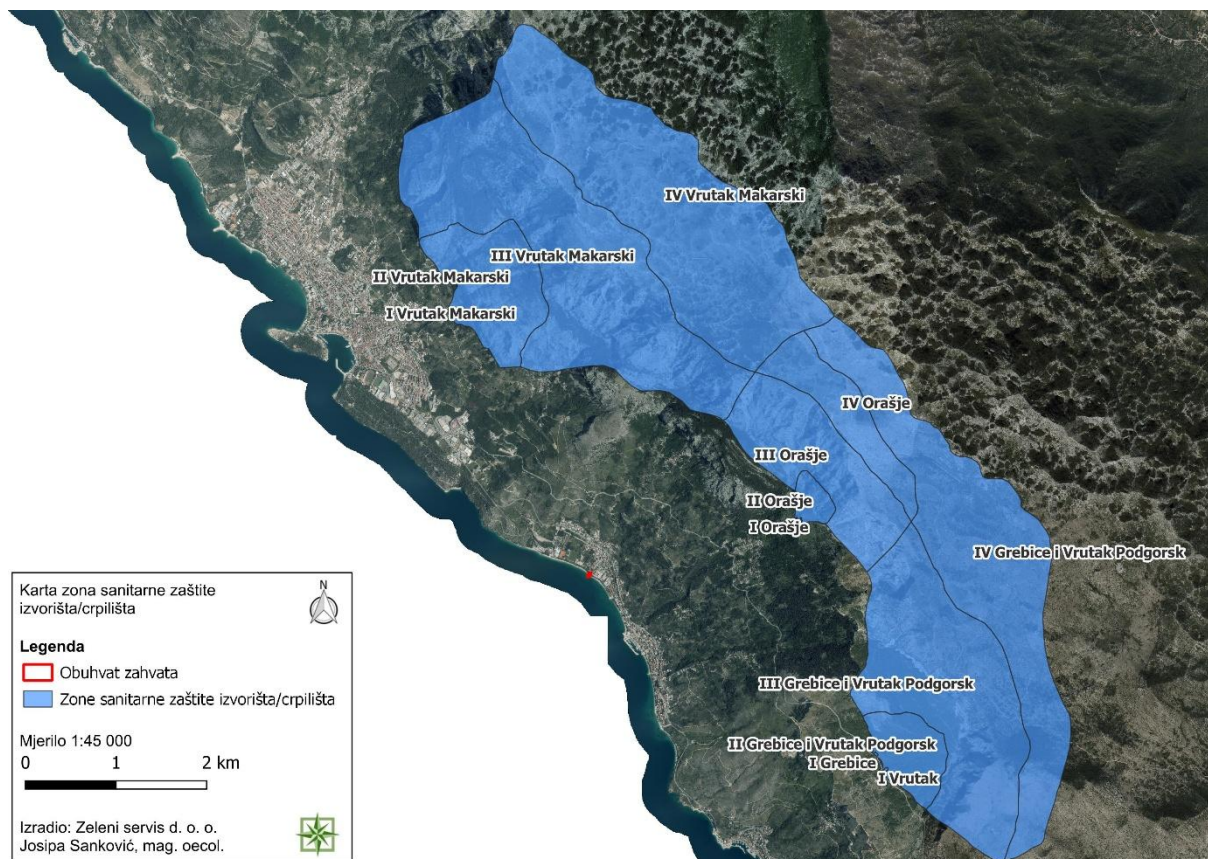 IV Vrutak Makarski
III Vrutak Makarski
II Vrutak Makarski
I Vrutak Makarski
IV Orašje
III Orašje
II Orašje
I Orašje
IV Grebice i Vrutak Podgorsk
III Grebice i Vrutak Podgorsk
II Grebice i Vrutak Podgorsk
I Grebice
I Vrutak
Karta zona sanitarne zaštite
izvorišta/crpilišta
N
Legenda
Obuhvat zahvata
Zone sanitarne zaštite izvorišta/crpilišta
Mjerilo 1:45 000
0 1 2 km
Izradio: Zeleni servis d. o. o.
Josipa Sanković, mag. oecol.